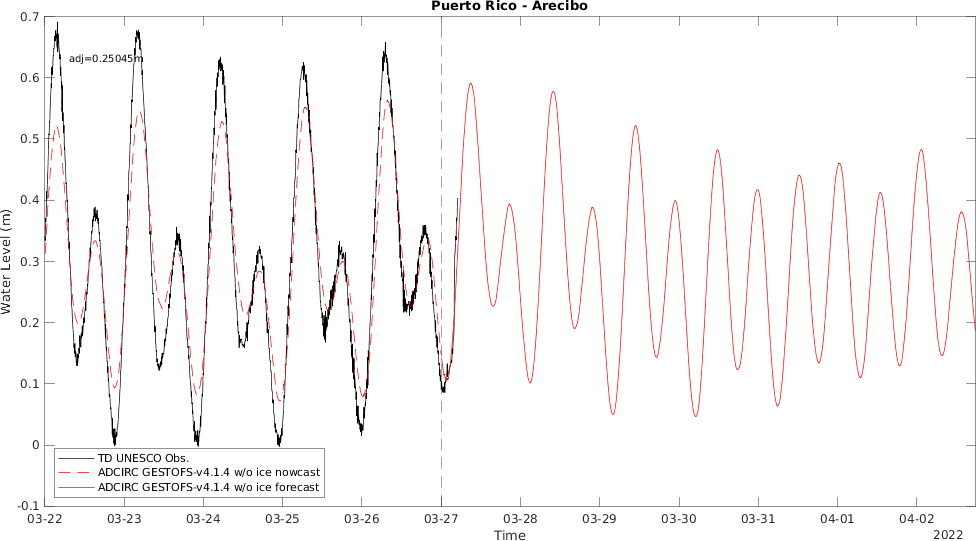 Puerto Rico - Arecibo
0.7
adj=0.25045m
0.6
0.5
0.4
0.3
0.2
0.1
0
-0.1
Water Level (m)
TD UNESCO Obs.
ADCIRC GESTOFS-v4.1.4 w/o ice nowcast
ADCIRC GESTOFS-v4.1.4 w/o ice forecast
03-22 03-23 03-24 03-25 03-26 03-27 03-28 03-29 03-30 03-31 04-01 04-02
Time
2022